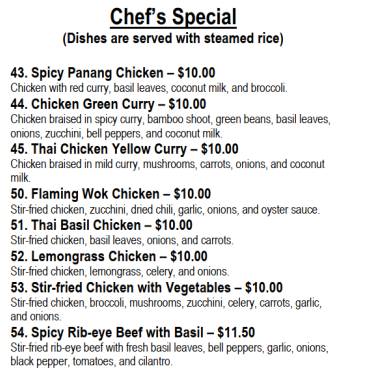 Chef's Special
(Dishes are served with steamed rice)
43. Spicy Panang Chicken – $10.00
Chicken with red curry, basil leaves, coconut milk, and broccoli.
44. Chicken Green Curry – $10.00
Chicken braised in spicy curry, bamboo shoot, green beans, basil leaves,
onions, zucchini, bell peppers, and coconut milk.
45. Thai Chicken Yellow Curry – $10.00
Chicken braised in mild curry, mushrooms, carrots, onions, and coconut
milk.
50. Flaming Wok Chicken – $10.00
Stir-fried chicken, zucchini, dried chili, garlic, onions, and oyster sauce.
51. Thai Basil Chicken – $10.00
Stir-fried chicken, basil leaves, onions, and carrots.
52. Lemongrass Chicken – $10.00
Stir-fried chicken, lemongrass, celery, and onions.
53. Stir-fried Chicken with Vegetables – $10.00
Stir-fried chicken, broccoli, mushrooms, zucchini, celery, carrots, garlic,
and onions.
54. Spicy Rib-eye Beef with Basil – $11.50
Stir-fried rib-eye beef with fresh basil leaves, bell peppers, garlic, onions,
black pepper, tomatoes, and cilantro.